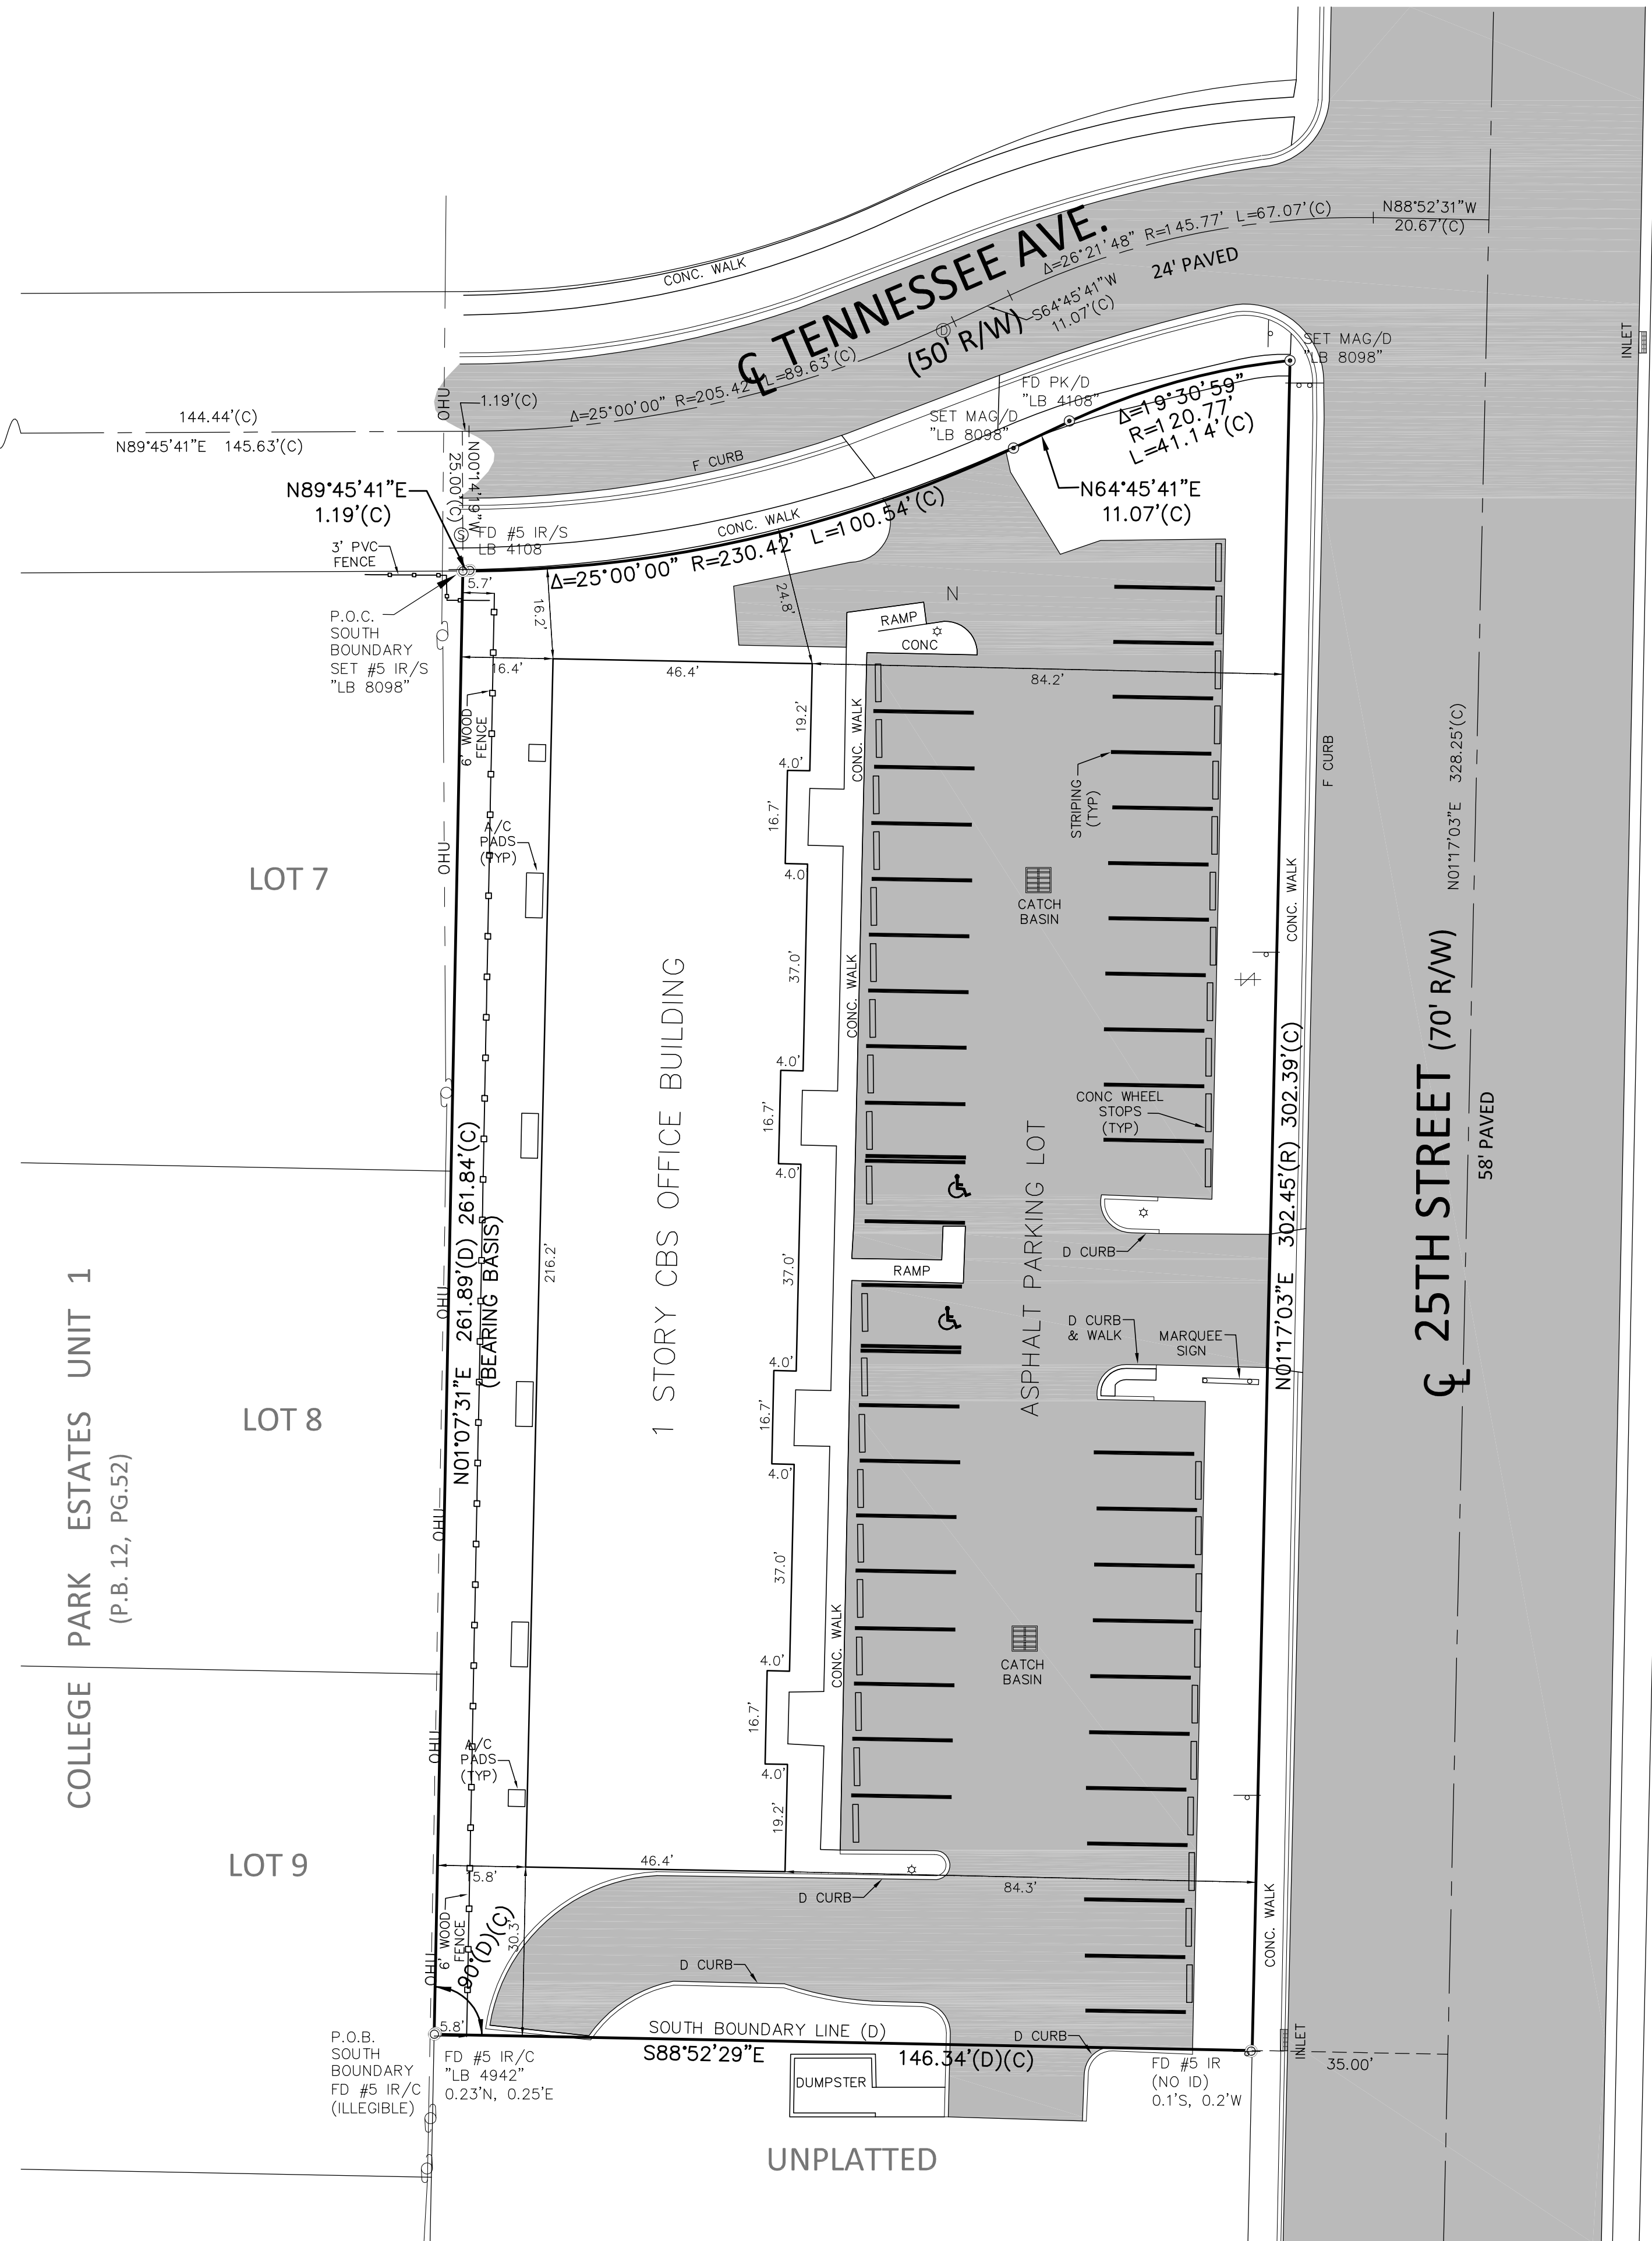 CONC. WALK
℄ TENNESSEE AVE.
(50' R/W)
Δ=26°21'48" R=145.77' L=67.07'(C)
N88°52'31"W
20.67'(C)
24' PAVED
S64°45'41"W
11.07'(C)
D
Δ=25°00'00" R=205.42' L=89.63'(C)
144.44'(C)
N89°45'41"E 145.63'(C)
1.19'(C)
OHU
N00°14'19"W
25.00'(C)
SET MAG/D
"LB 8098"
INLET
FD PK/D
"LB 4108"
SET MAG/D
"LB 8098"
Δ=19°30'59"
R=120.77'
L=41.14'(C)
F CURB
N89°45'41"E
1.19'(C)
N64°45'41"E
11.07'(C)
S
FD #5 IR/S
LB 4108
CONC. WALK
Δ=25°00'00" R=230.42' L=100.54'(C)
3' PVC
FENCE
5.7'
P.O.C.
SOUTH
BOUNDARY
SET #5 IR/S
"LB 8098"
16.2'
24.8'
N
RAMP
CONC
16.4'
46.4'
84.2'
6' WOOD
FENCE
19.2'
4.0'
16.7'
4.0'
CONC. WALK
STRIPING
(TYP)
F CURB
N01°17'03"E 328.25'(C)
A/C
PADS
(TYP)
OHU
LOT 7
CATCH
BASIN
CONC. WALK
37.0'
CONC. WALK
1 STORY CBS OFFICE BUILDING
4.0'
16.7'
4.0'
CONC WHEEL
STOPS
(TYP)
N01°17'03"E 302.45'(R) 302.39'(C)
℄ 25TH STREET (70' R/W)
58' PAVED
N01°07'31"E 261.89'(D) 261.84'(C)
(BEARING BASIS)
216.2'
ASPHALT PARKING LOT
D CURB
RAMP
37.0'
OHU
D CURB
& WALK
MARQUEE
SIGN
COLLEGE PARK ESTATES UNIT 1
(P.B. 12, PG.52)
LOT 8
4.0'
16.7'
4.0'
OHU
37.0'
CONC. WALK
CATCH
BASIN
4.0'
16.7'
4.0'
OHU
A/C
PADS
(TYP)
19.2'
LOT 9
15.8'
46.4'
84.3'
D CURB
CONC. WALK
6' WOOD
FENCE
90°(D)(C)
30.3'
OHU
D CURB
5.8'
SOUTH BOUNDARY LINE (D)
S88°52'29"E
146.34'(D)(C)
D CURB
INLET
35.00'
P.O.B.
SOUTH
BOUNDARY
FD #5 IR/C
(ILLEGIBLE)
FD #5 IR/C
"LB 4942"
0.23'N, 0.25'E
DUMPSTER
FD #5 IR
(NO ID)
0.1'S, 0.2'W
UNPLATTED